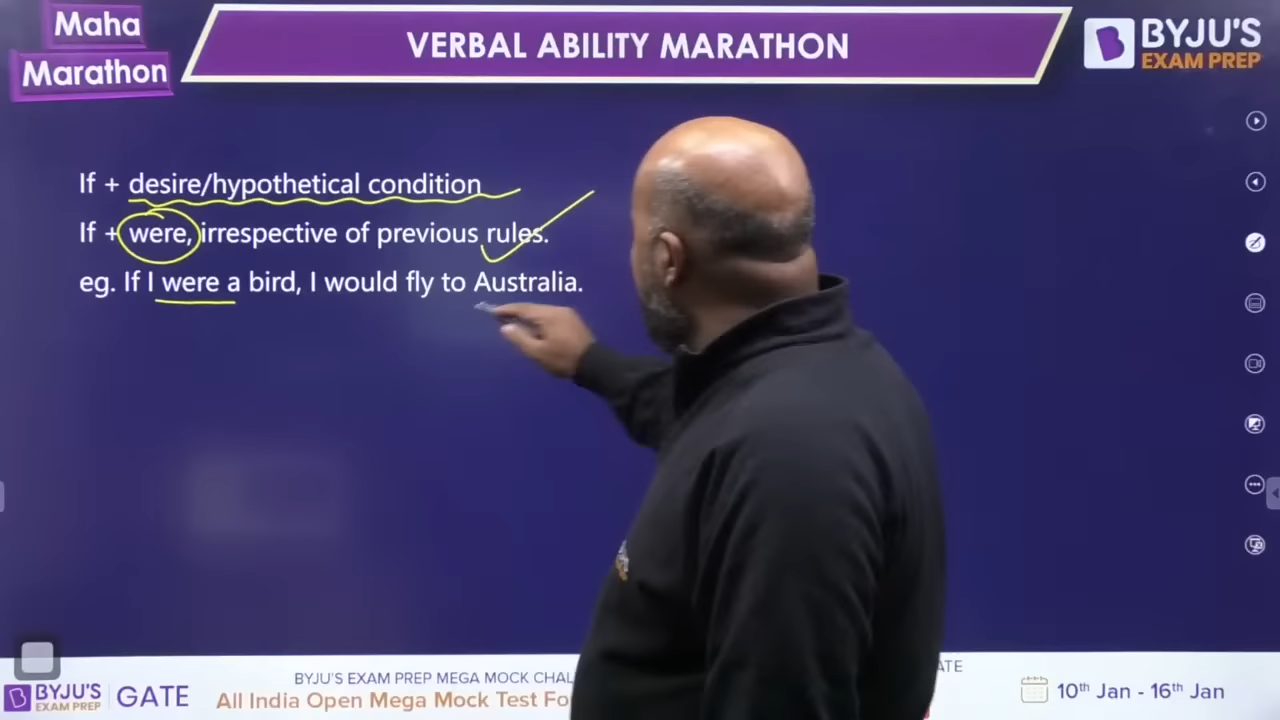 Maha
Marathon
VERBAL ABILITY MARATHON
BYJU'S
EXAM PREP
If + desire/hypothetical condition
If + were, irrespective of previous rules.
eg. If I were a bird, I would fly to Australia.
BYJU'S
EXAM PREP
GATE
BYJU'S EXAM PREP MEGA MOCK CHAL
All India Open Mega Mock Test Fo
10th Jan - 16th Jan